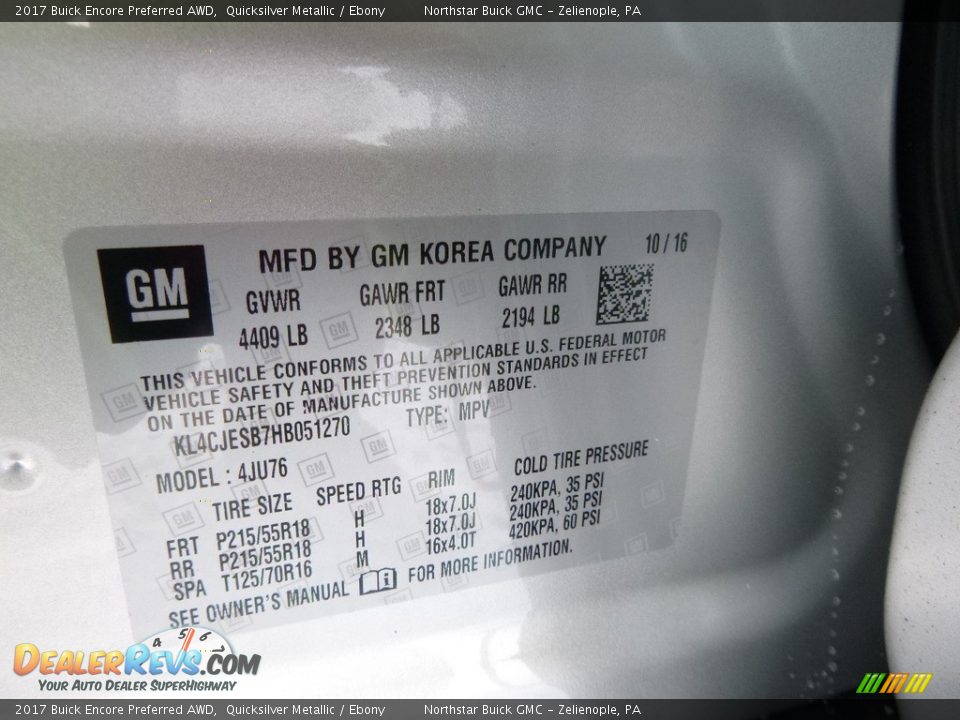 2017 Buick Encore Preferred AWD, Quicksilver Metallic / Ebony Northstar Buick GMC - Zelienople, PA
GM
MFD BY GM KOREA COMPANY 10/16
GVWR GAWR FRT GAWR RR
4409 LB 2348 LB 2194 LB
THIS VEHICLE CONFORMS TO ALL APPLICABLE U.S. FEDERAL MOTOR
VEHICLE SAFETY AND THEFT PREVENTION STANDARDS IN EFFECT
ON THE DATE OF MANUFACTURE SHOWN ABOVE.
KL4CJESB7HB051270 TYPE: MPV
MODEL : 4JU76
TIRE SIZE SPEED RTG RIM COLD TIRE PRESSURE
FRT P215/55R18 H 18x7.0J 240KPA, 35 PSI
RR P215/55R18 H 18x7.0J 240KPA, 35 PSI
SPA T125/70R16 M 16x4.0T 420KPA, 60 PSI
SEE OWNER'S MANUAL FOR MORE INFORMATION.
4 5 6
DEALERREVS.COM
YOUR AUTO DEALER SUPERHIGHWAY
2017 Buick Encore Preferred AWD, Quicksilver Metallic / Ebony Northstar Buick GMC - Zelienople, PA